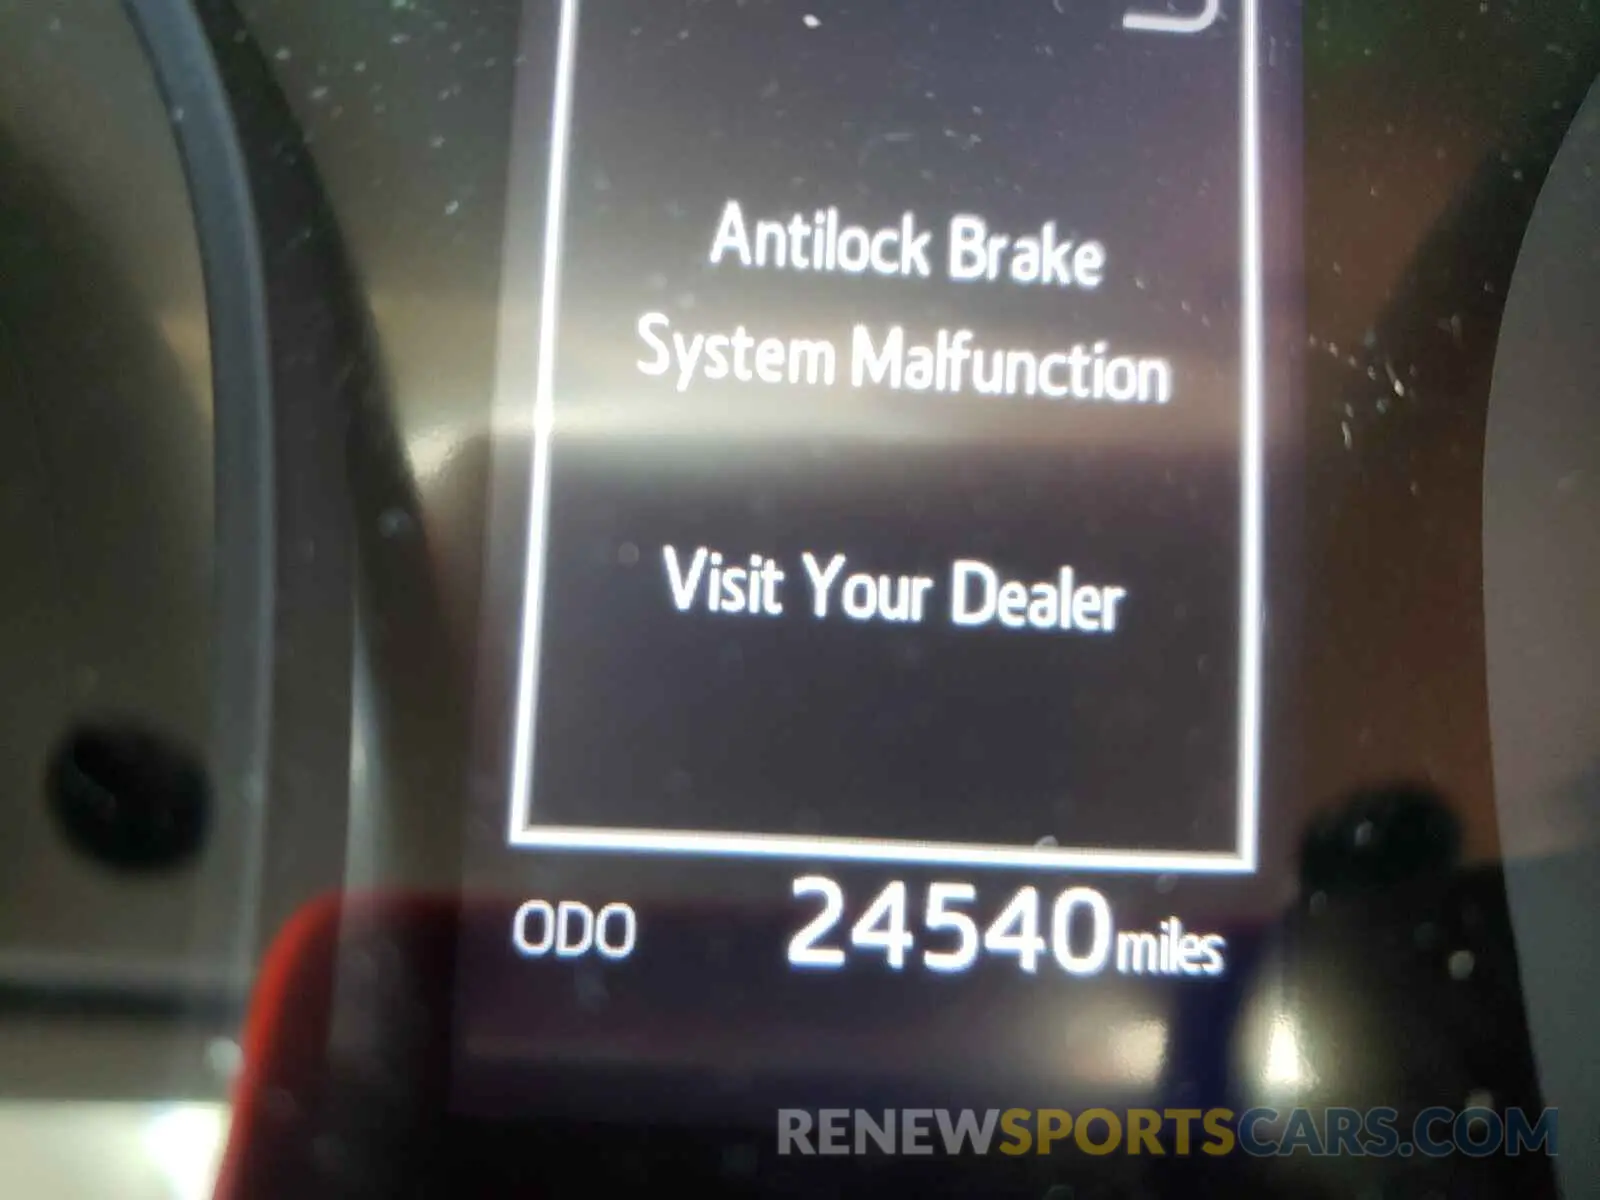 Antilock Brake
System Malfunction
Visit Your Dealer
ODO 24540 miles
RENEWSPORTSCARS.COM